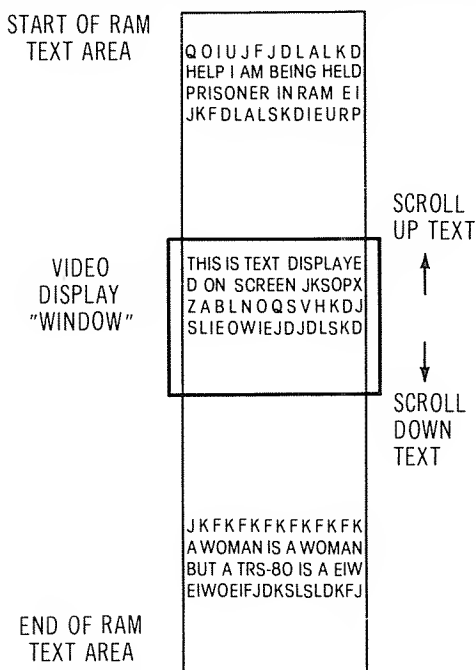 START OF RAM
TEXT AREA
QOIUJFJDLALKD
HELP I AM BEING HELD
PRISONER IN RAM EI
JKFDLALSKDIEURP
SCROLL
UP TEXT
VIDEO
DISPLAY
"WINDOW"
THIS IS TEXT DISPLAYE
D ON SCREEN JKSOPX
ZABLNOQSVHKDJ
SLIEOWIEJDJDLSKD
SCROLL
DOWN
TEXT
JKFKFKFKFKFKFK
A WOMAN IS A WOMAN
BUT A TRS-80 IS A EIW
EIWOEIFJDKSLSLDKFJ
END OF RAM
TEXT AREA